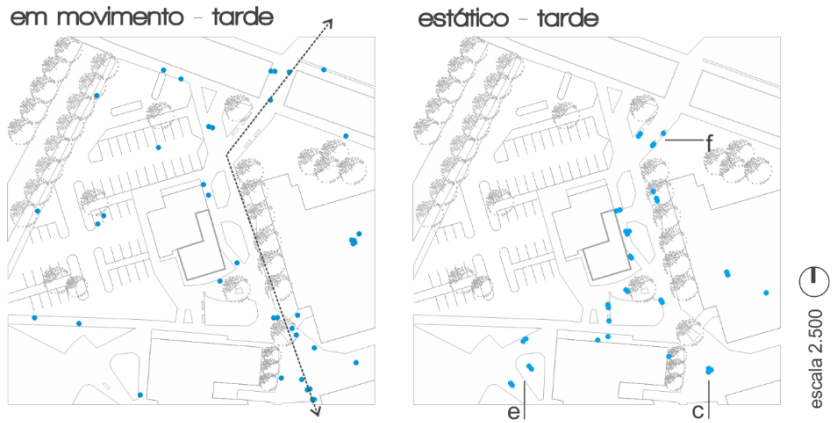 em movimento - tarde
estático - tarde
f
e
c
escala 2.500